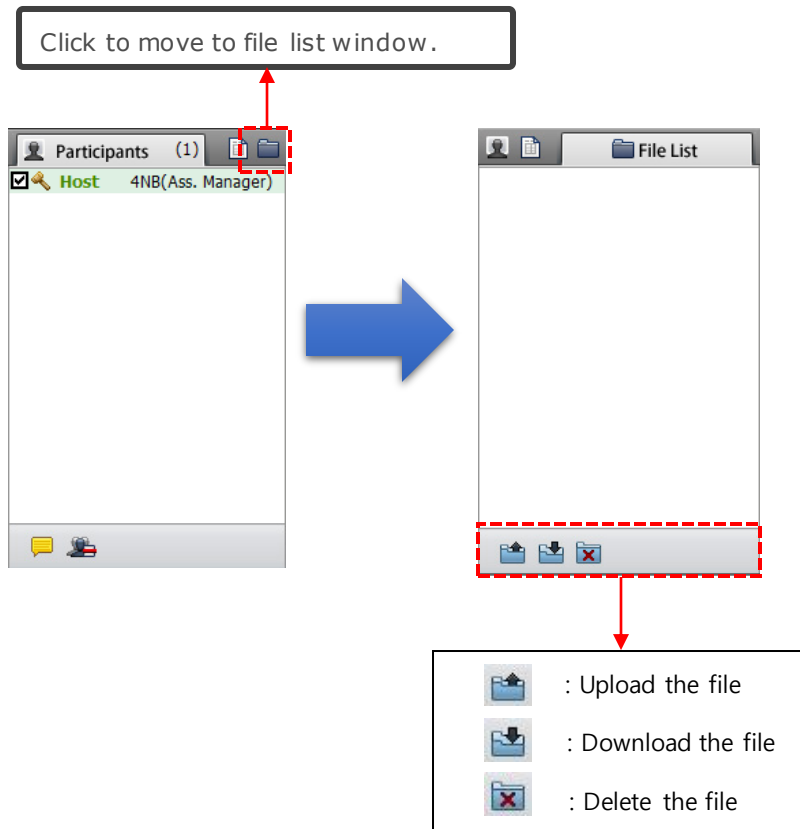 Click to move to file list window.
Participants (1)
Host 4NB(Ass. Manager)
File List
: Upload the file
: Download the file
: Delete the file